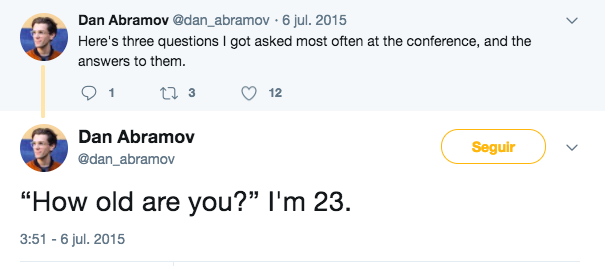 Dan Abramov @dan_abramov · 6 jul. 2015
Here's three questions I got asked most often at the conference, and the
answers to them.
1 3 12
Dan Abramov
@dan_abramov
Seguir
“How old are you?” I'm 23.
3:51 - 6 jul. 2015